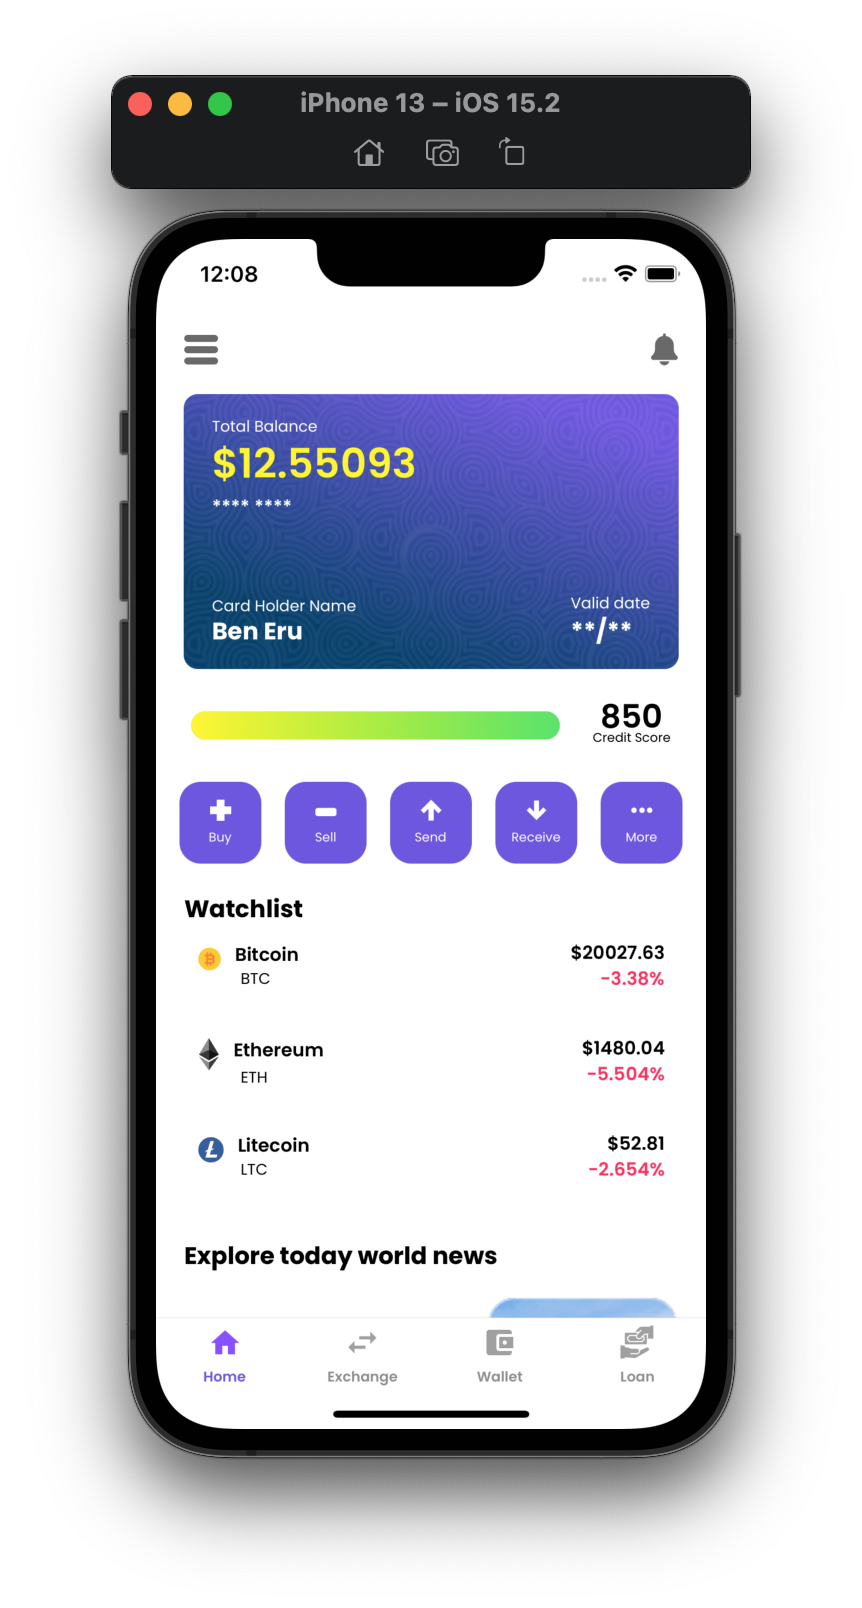 iPhone 13 – iOS 15.2
12:08
Total Balance
$12.55093
**** ****
Card Holder Name
Valid date
Ben Eru
**/**
850
Credit Score
Buy
Sell
Send
Receive
More
Watchlist
Bitcoin
$20027.63
BTC
-3.38%
Ethereum
$1480.04
ETH
-5.504%
Litecoin
$52.81
LTC
-2.654%
Explore today world news
Home
Exchange
Wallet
Loan